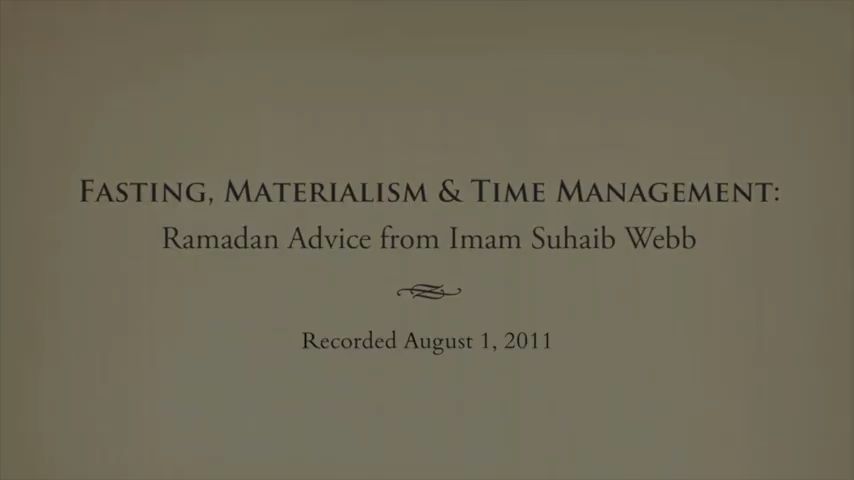 Fasting, Materialism & Time Management:
Ramadan Advice from Imam Suhaib Webb
Recorded August 1, 2011